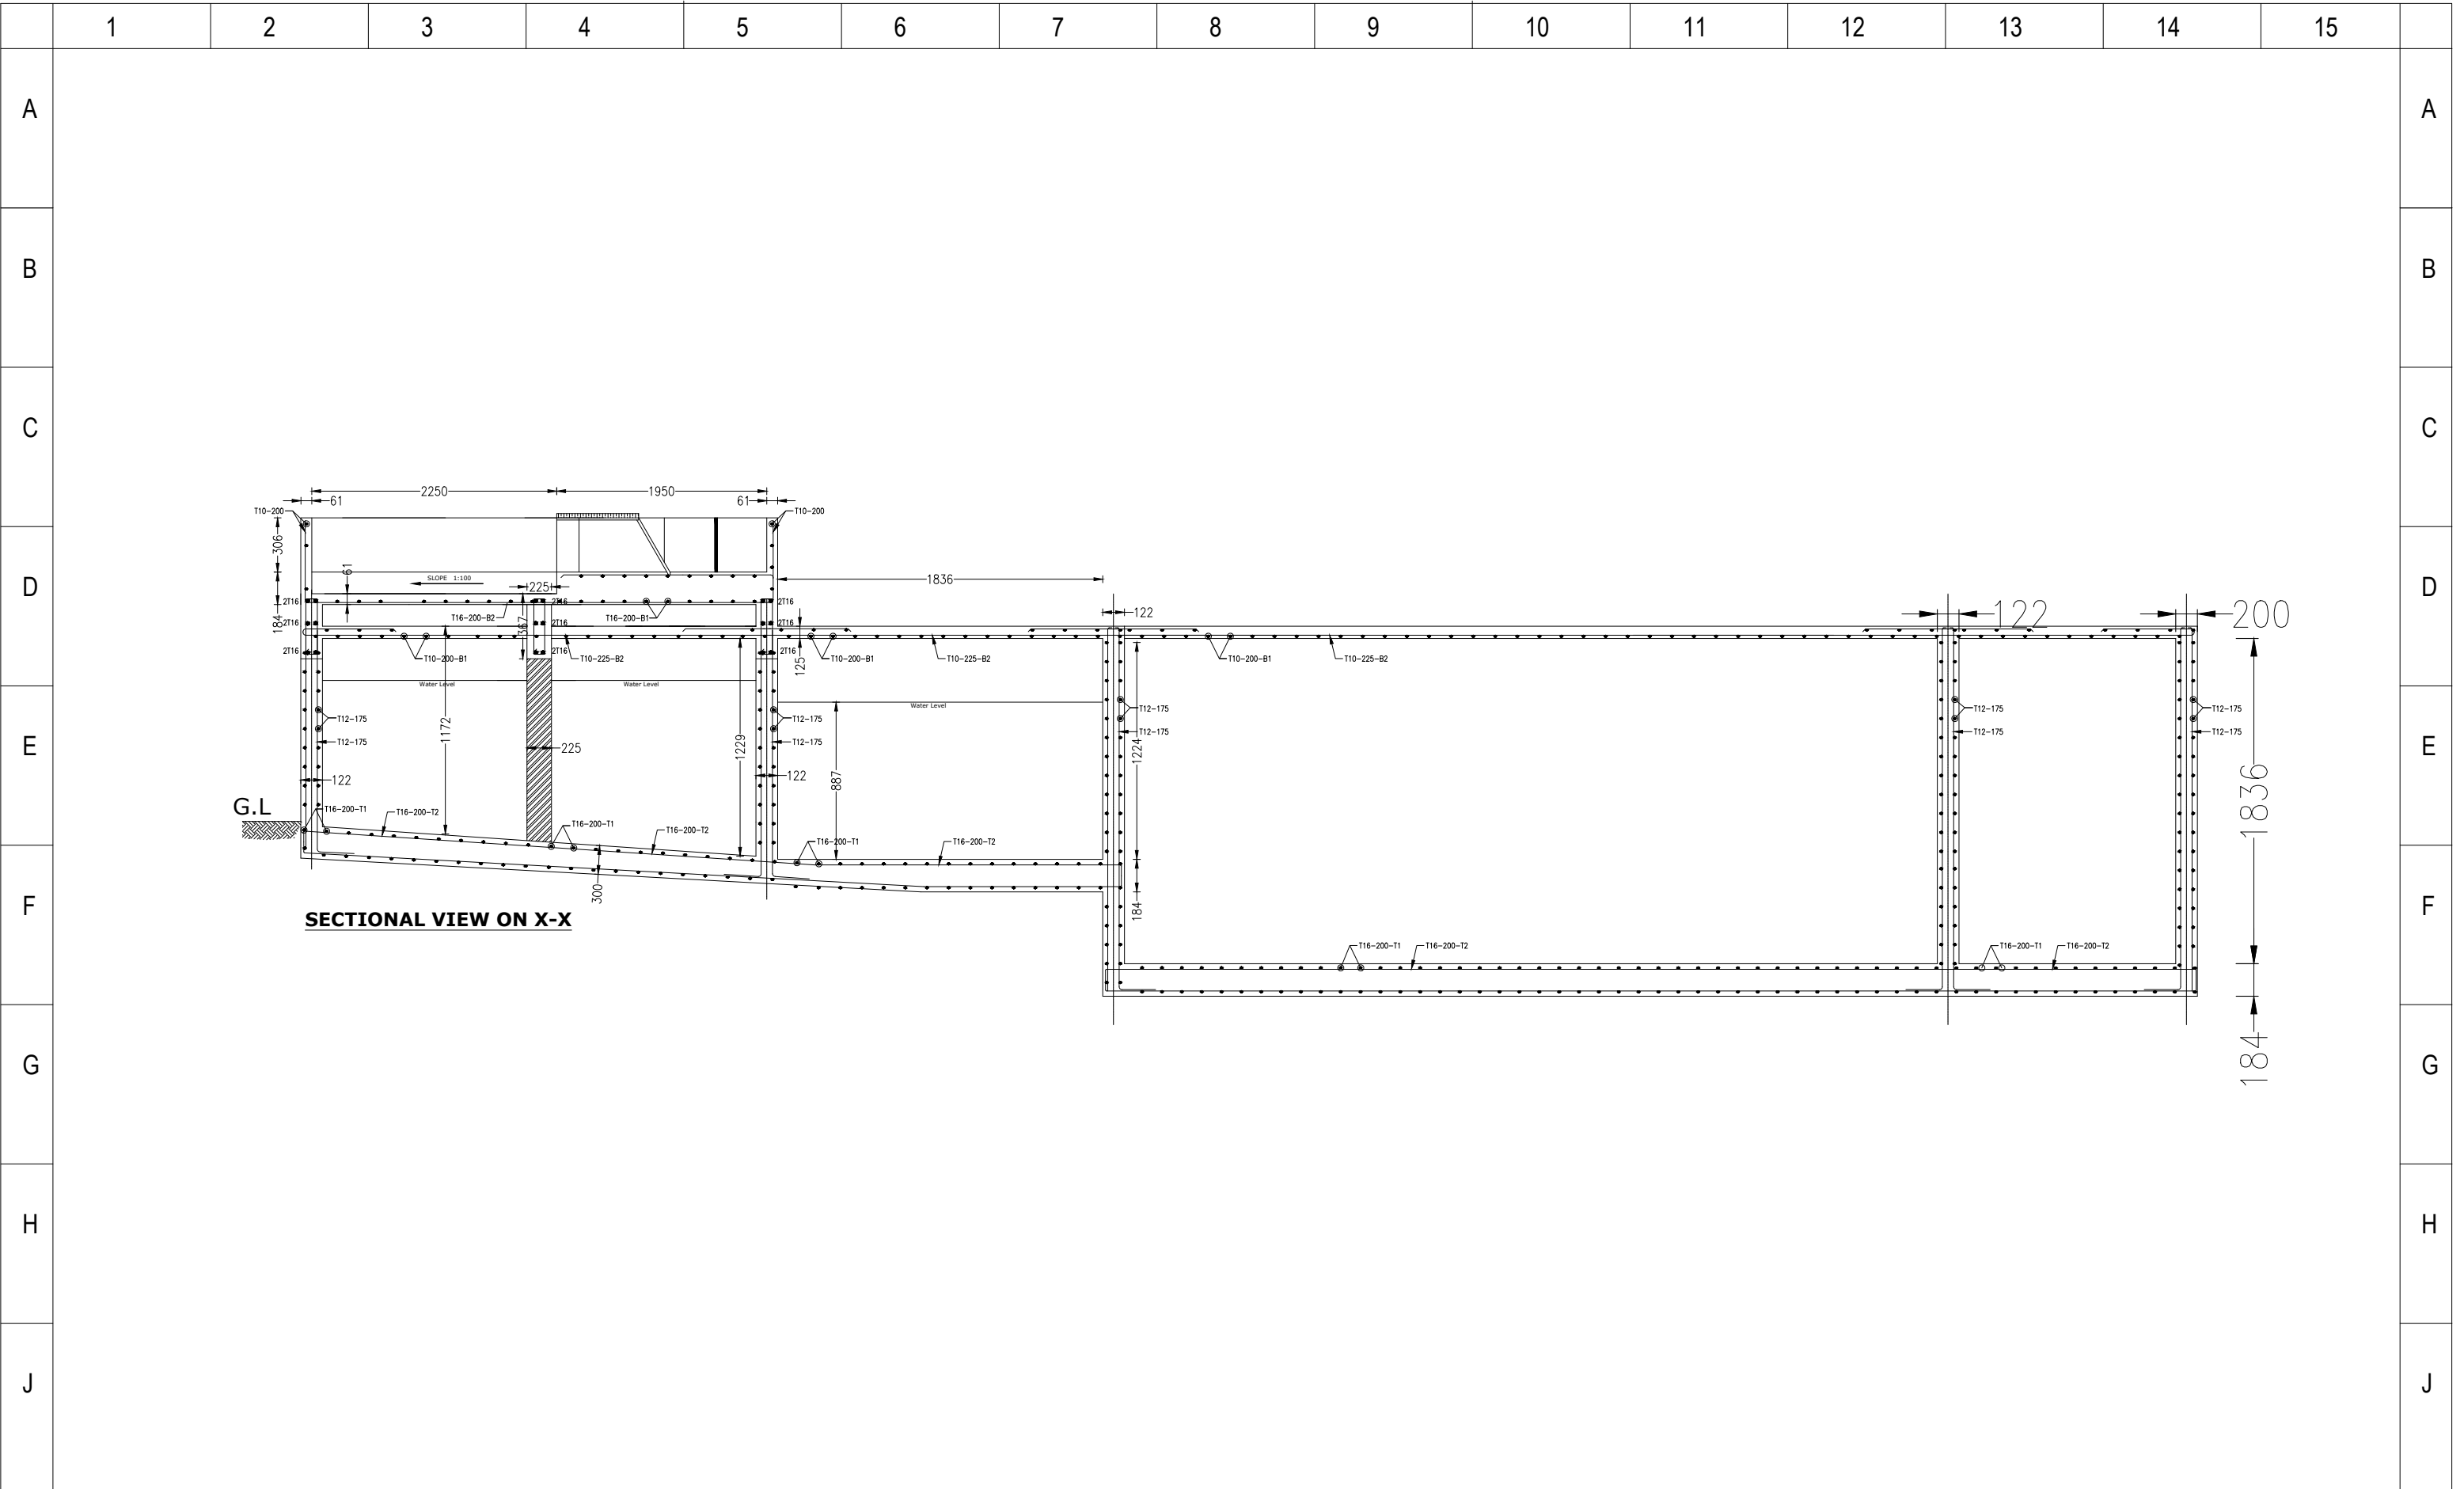 1 2 3 4 5 6 7 8 9 10 11 12 13 14 15
A A
B B
C C
2250 1950
61 61
T10-200 T10-200
306
D D
61 SLOPE 1:100 225 1836
184 2T16 2T16 2T16 122 122 200
T16-200-B2 T16-200-B1
367
2T16 2T16 2T16
2T16 2T16 2T16
T10-200-B1 T10-225-B2 125 T10-200-B1 T10-225-B2 T10-200-B1 T10-225-B2
Water Level Water Level
Water Level
T12-175 T12-175 T12-175 T12-175 T12-175
1172
T12-175 T12-175 T12-175 T12-175 T12-175
E E
225 1229 1224
122 122 887
1836
G.L
T16-200-T1 T16-200-T2
T16-200-T1 T16-200-T2
T16-200-T1 T16-200-T2
300
184
F F
SECTIONAL VIEW ON X-X
T16-200-T1 T16-200-T2 T16-200-T1 T16-200-T2
184
G G
H H
J J